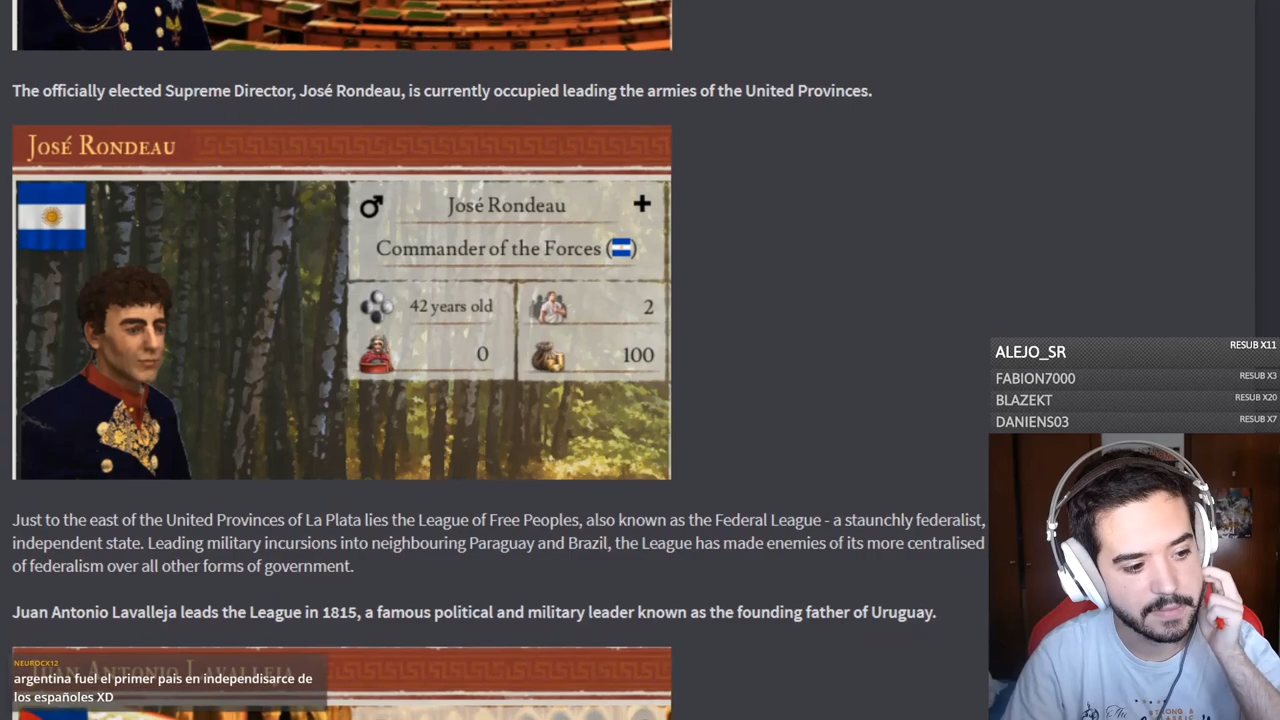 The officially elected Supreme Director, José Rondeau, is currently occupied leading the armies of the United Provinces.
José Rondeau
José Rondeau
Commander of the Forces ( )
42 years old
2
0
100
Just to the east of the United Provinces of La Plata lies the League of Free Peoples, also known as the Federal League - a staunchly federalist,
independent state. Leading military incursions into neighbouring Paraguay and Brazil, the League has made enemies of its more centralised
of federalism over all other forms of government.
Juan Antonio Lavalleja leads the League in 1815, a famous political and military leader known as the founding father of Uruguay.
Juan Antonio Lavalleja
NEUROCX12
argentina fuel el primer pais en independisarce de
los españoles XD
ALEJO_SR RESUB X11
FABION7000 RESUB X3
BLAZEKT RESUB X20
DANIENS03 RESUB X7